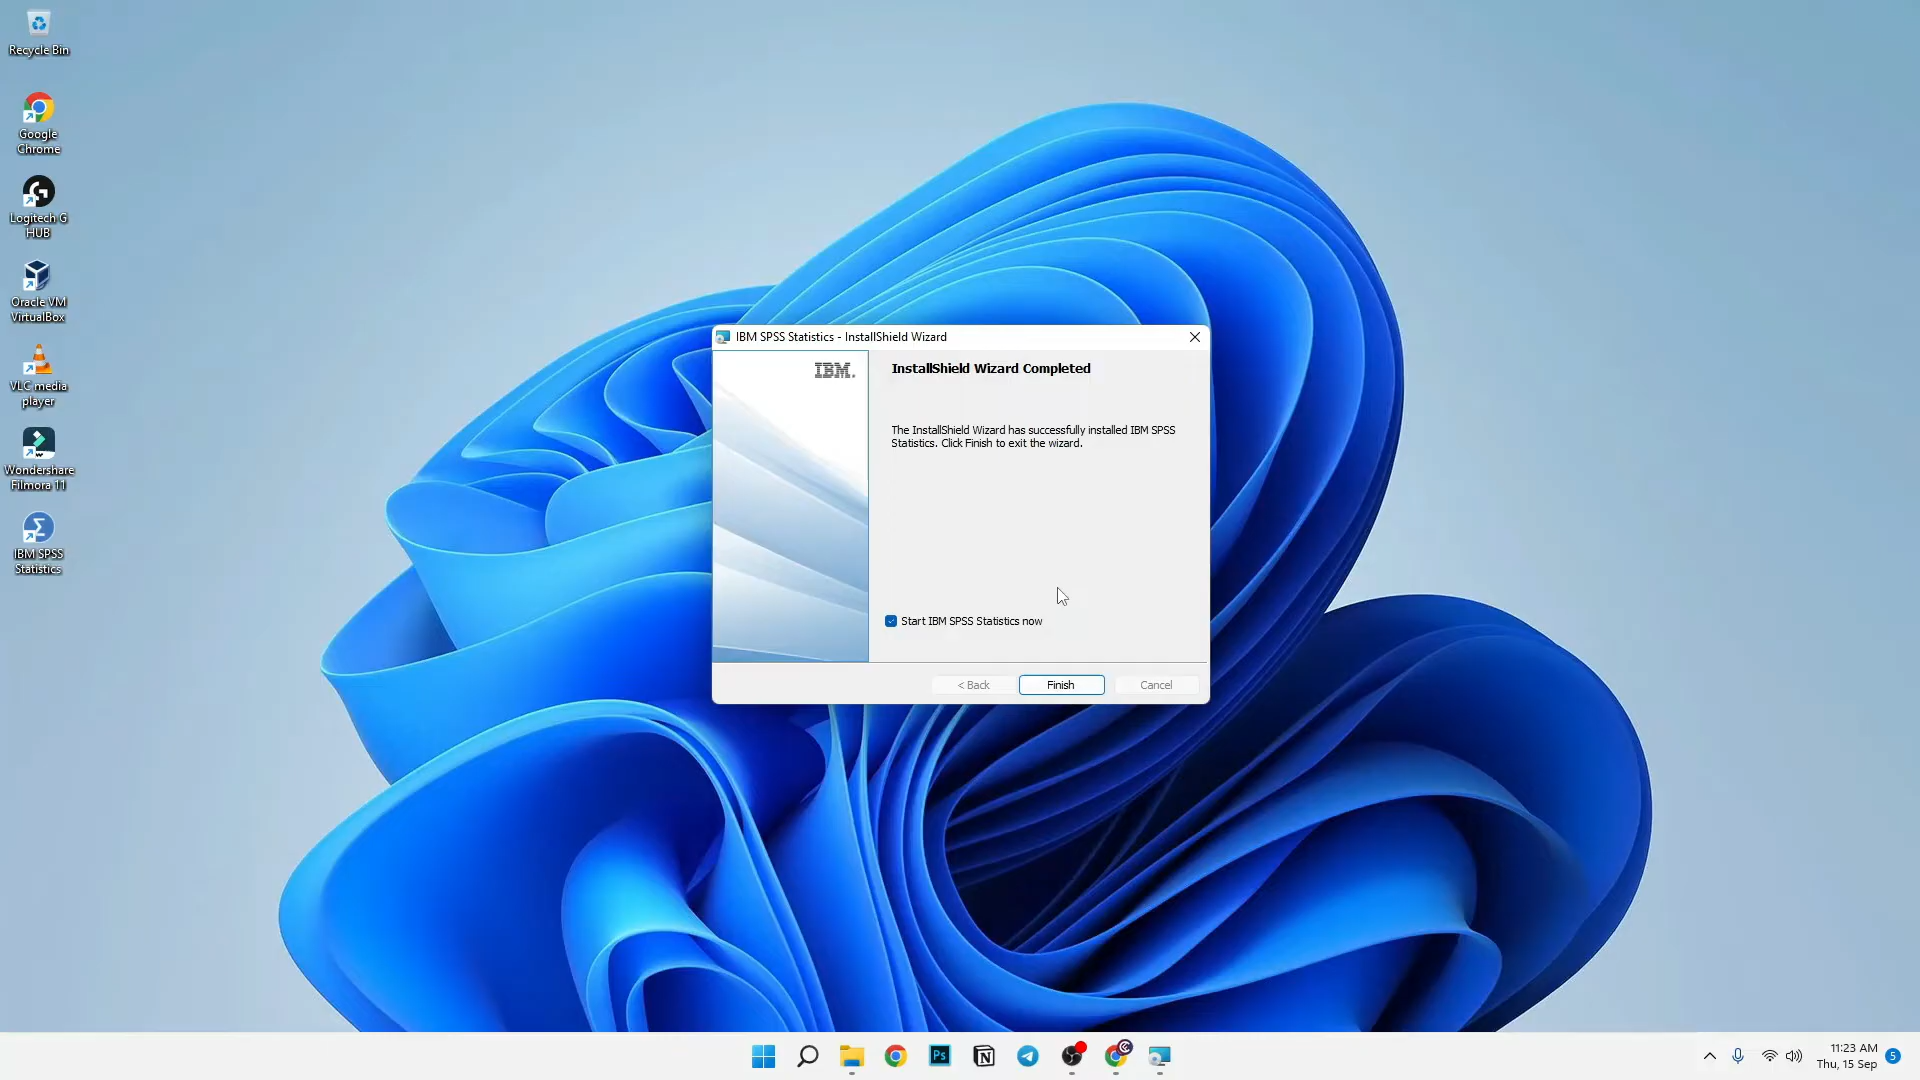 Recycle Bin
Google
Chrome
Logitech G
HUB
Oracle VM
VirtualBox
VLC media
player
Wondershare
Filmora 11
IBM SPSS
Statistics
IBM SPSS Statistics - InstallShield Wizard
IBM.
InstallShield Wizard Completed
The InstallShield Wizard has successfully installed IBM SPSS
Statistics. Click Finish to exit the wizard.
Start IBM SPSS Statistics now
< Back
Finish
Cancel
Ps
11:23 AM
Thu, 15 Sep
5